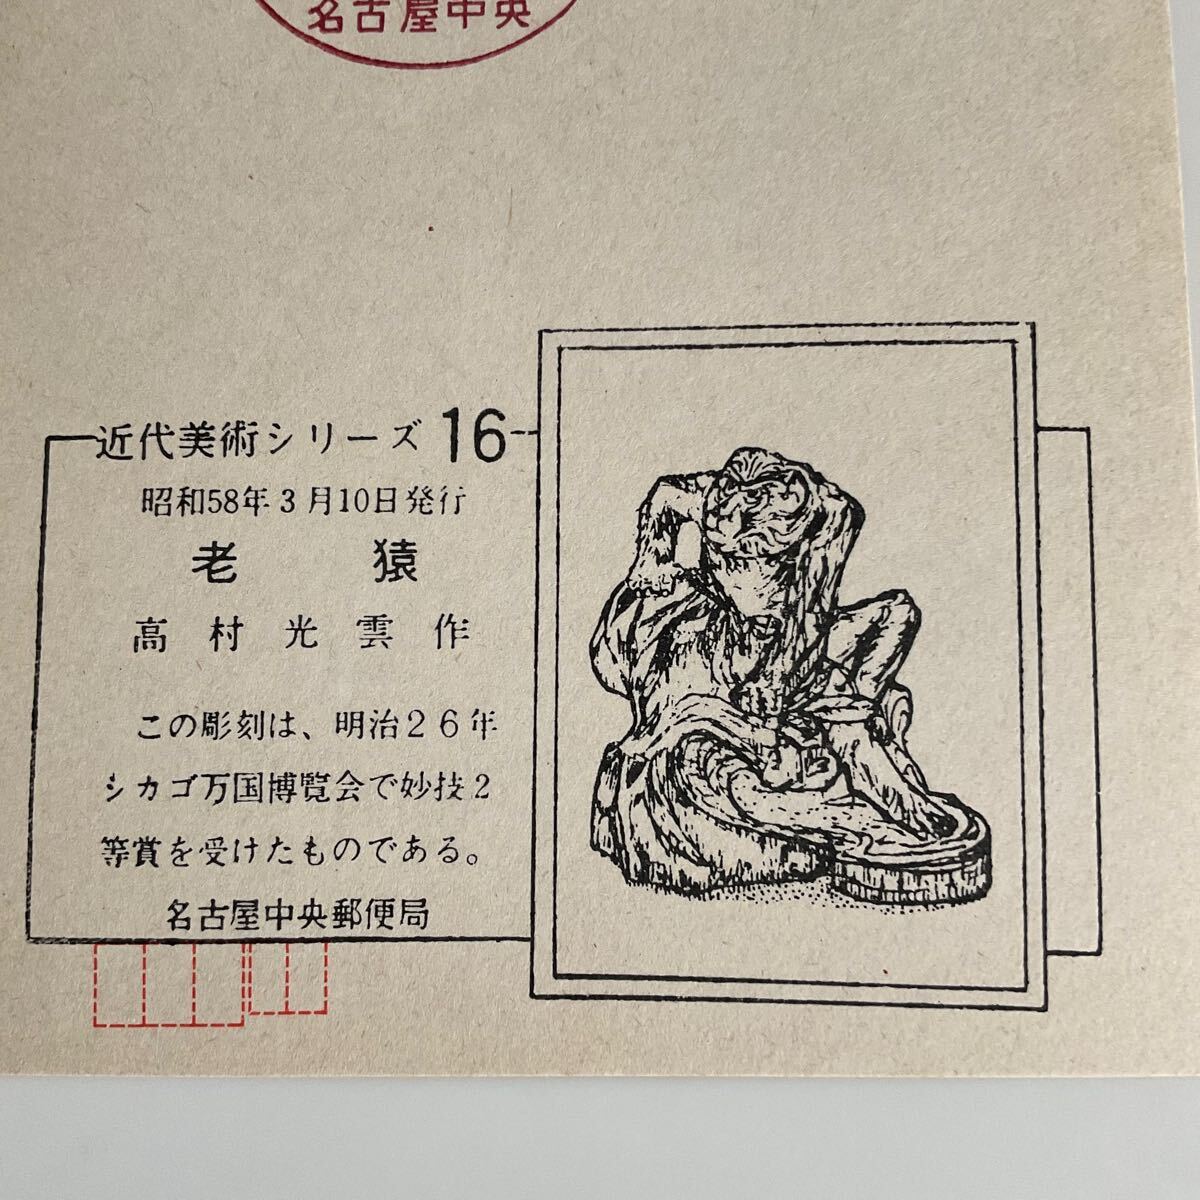 名古屋中央
近代美術シリーズ 16
昭和58年3月10日発行
老猿
高村光雲作
この彫刻は、明治26年
シカゴ万国博覧会で妙技2
等賞を受けたものである。
名古屋中央郵便局